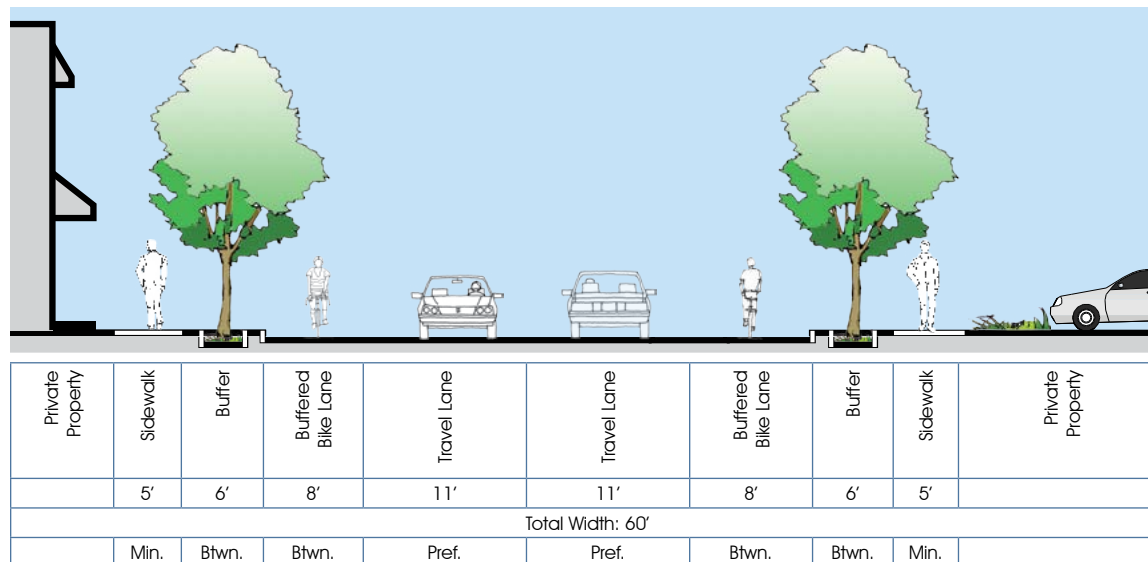 Private Property
Sidewalk
Buffer
Buffered Bike Lane
Travel Lane
Travel Lane
Buffered Bike Lane
Buffer
Sidewalk
Private Property
5’ 6’ 8’ 11’ 11’ 8’ 6’ 5’
Total Width: 60’
Min. Btwn. Btwn. Pref. Pref. Btwn. Btwn. Min.